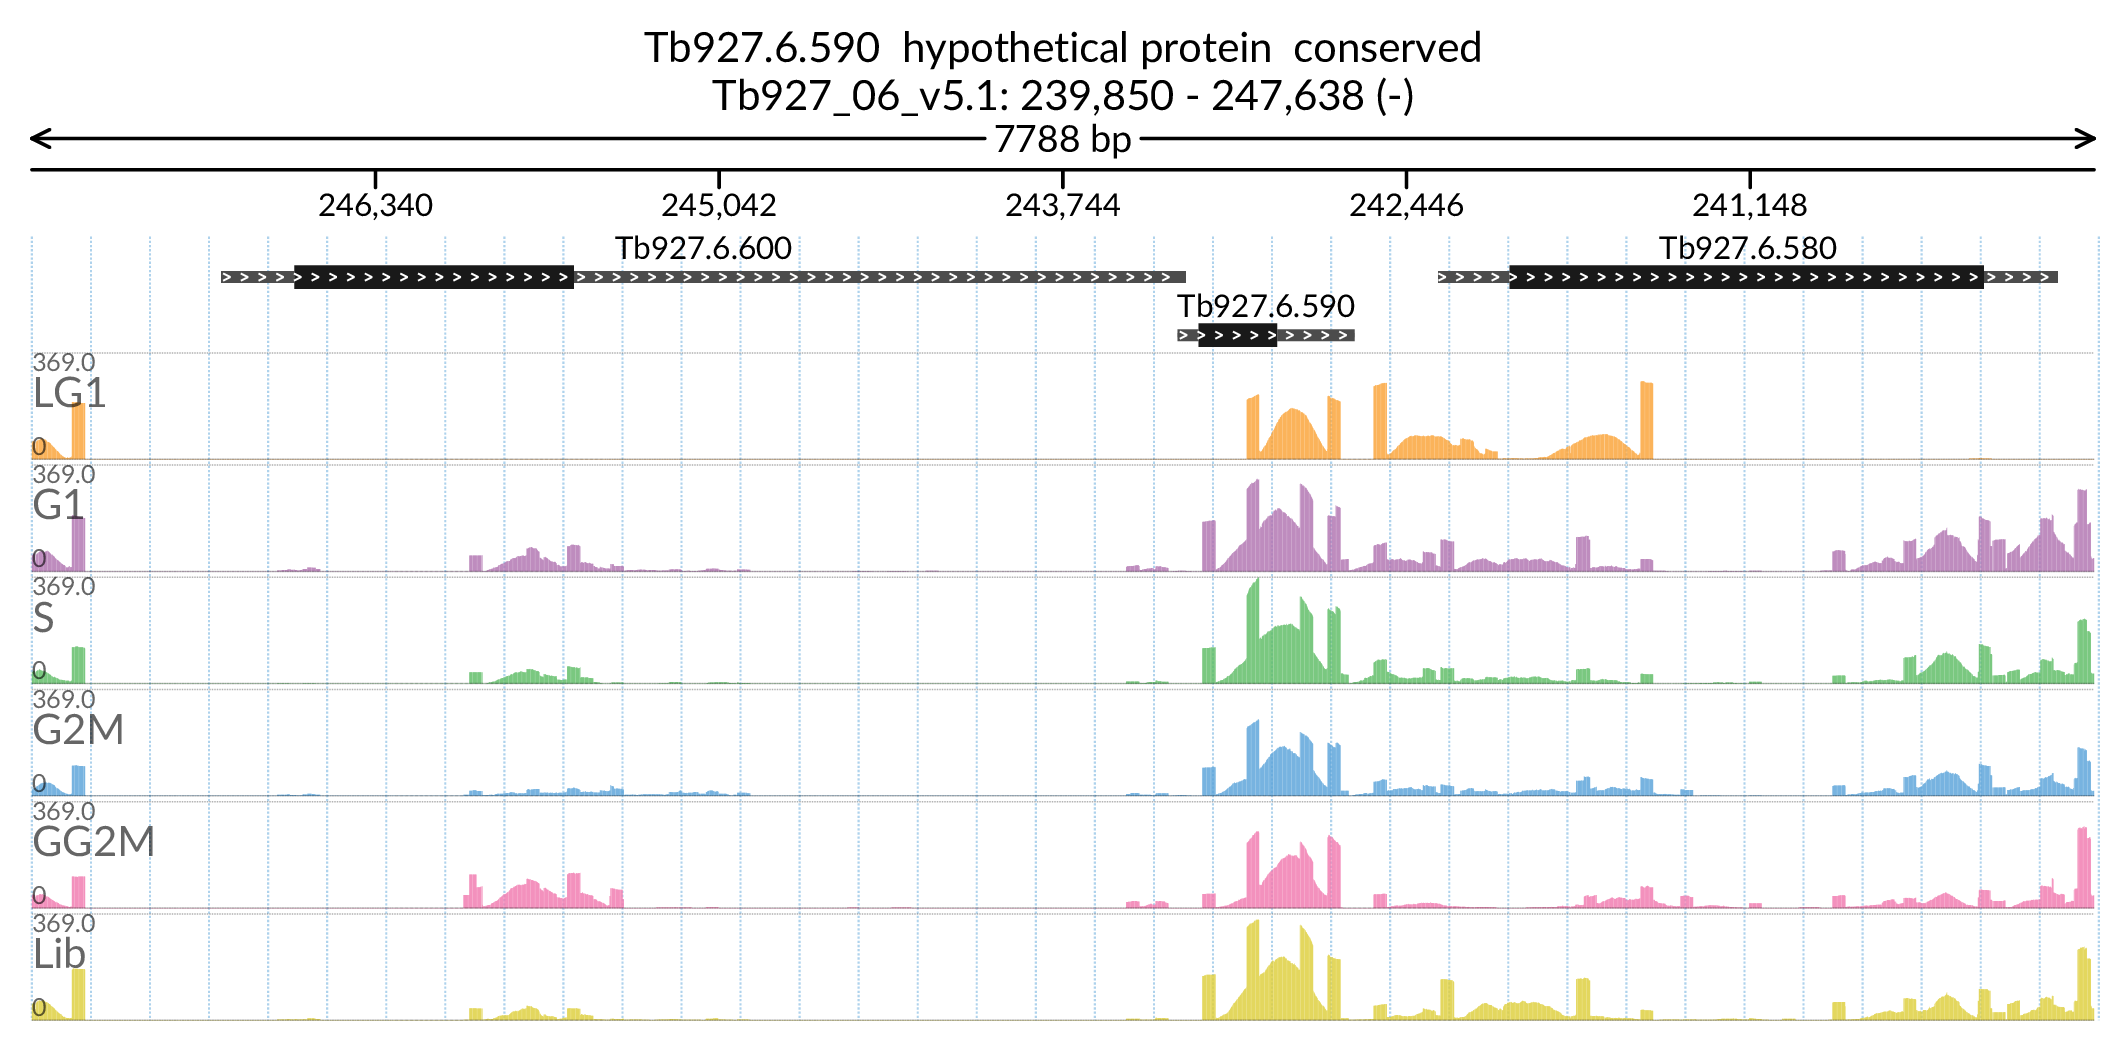 Tb927.6.590  hypothetical protein  conserved
Tb927_06_v5.1: 239,850 - 247,638 (-)
7788 bp
246,340 245,042 243,744 242,446 241,148
Tb927.6.600 Tb927.6.580
Tb927.6.590
369.0
LG1
0
369.0
G1
0
369.0
S
0
369.0
G2M
0
369.0
GG2M
0
369.0
Lib
0